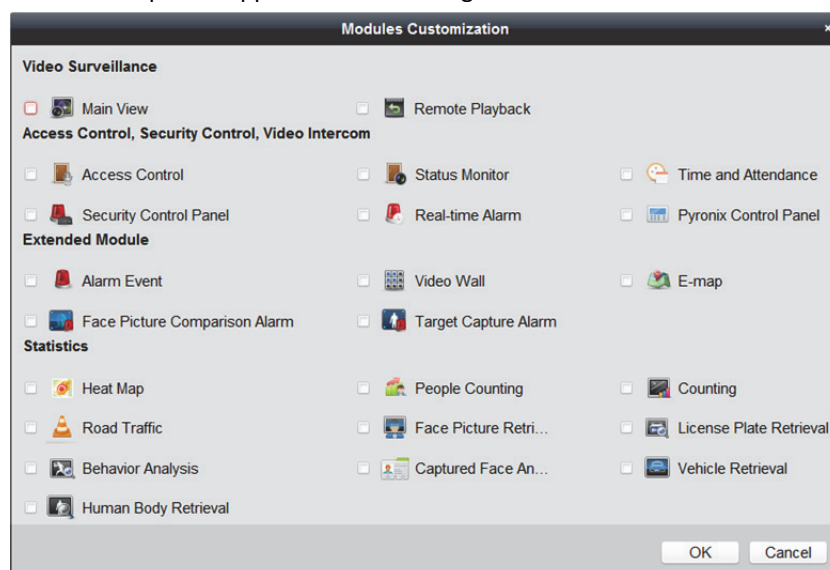 Modules Customization
Video Surveillance
Main View Remote Playback
Access Control, Security Control, Video Intercom
Access Control Status Monitor Time and Attendance
Security Control Panel Real-time Alarm Pyronix Control Panel
Extended Module
Alarm Event Video Wall E-map
Face Picture Comparison Alarm Target Capture Alarm
Statistics
Heat Map People Counting Counting
Road Traffic Face Picture Retri... License Plate Retrieval
Behavior Analysis Captured Face An... Vehicle Retrieval
Human Body Retrieval
OK Cancel